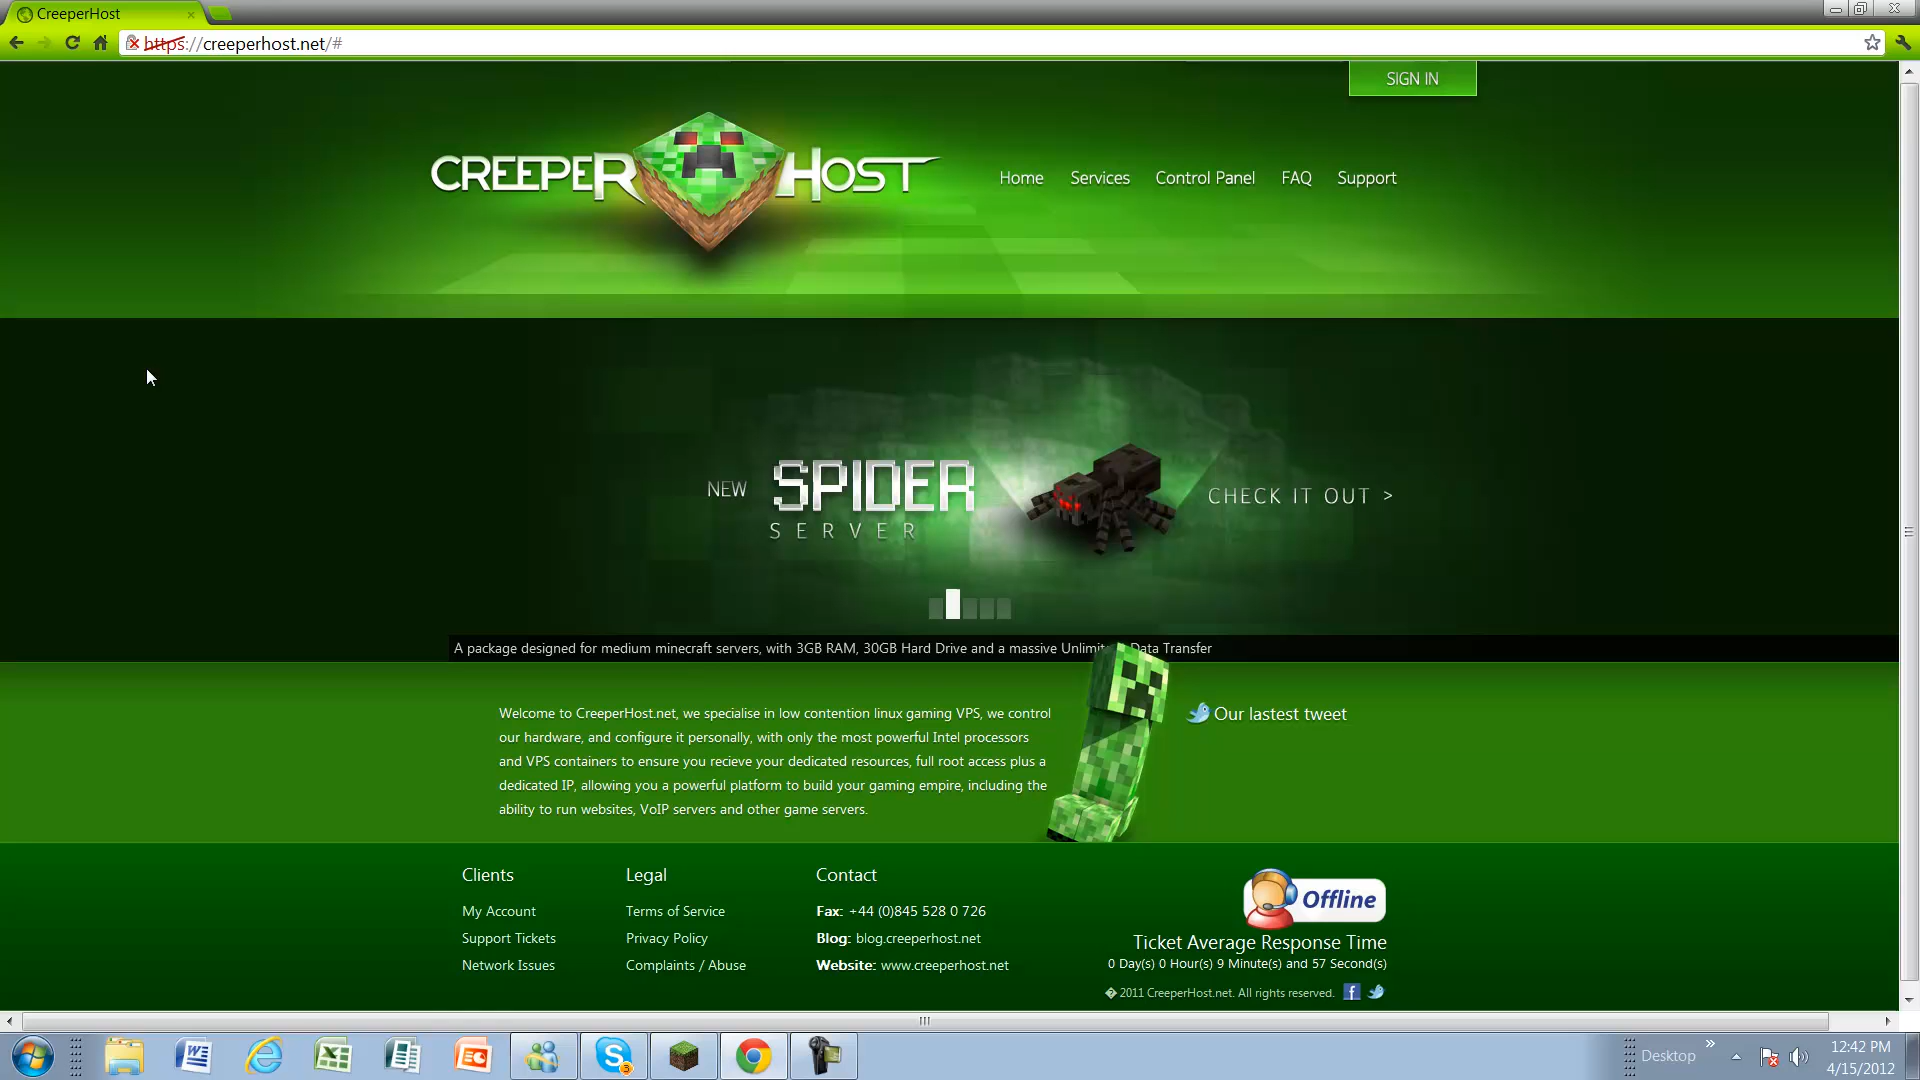 CreeperHost
https://creeperhost.net/#
SIGN IN
CREEPER HOST
Home Services Control Panel FAQ Support
NEW SPIDER SERVER
CHECK IT OUT >
A package designed for medium minecraft servers, with 3GB RAM, 30GB Hard Drive and a massive Unlimit Data Transfer
Welcome to CreeperHost.net, we specialise in low contention linux gaming VPS, we control
our hardware, and configure it personally, with only the most powerful Intel processors
and VPS containers to ensure you recieve your dedicated resources, full root access plus a
dedicated IP, allowing you a powerful platform to build your gaming empire, including the
ability to run websites, VoIP servers and other game servers.
Our lastest tweet
Clients
My Account
Support Tickets
Network Issues
Legal
Terms of Service
Privacy Policy
Complaints / Abuse
Contact
Fax: +44 (0)845 528 0 726
Blog: blog.creeperhost.net
Website: www.creeperhost.net
Offline
Ticket Average Response Time
0 Day(s) 0 Hour(s) 9 Minute(s) and 57 Second(s)
� 2011 CreeperHost.net. All rights reserved.
Desktop
12:42 PM
4/15/2012